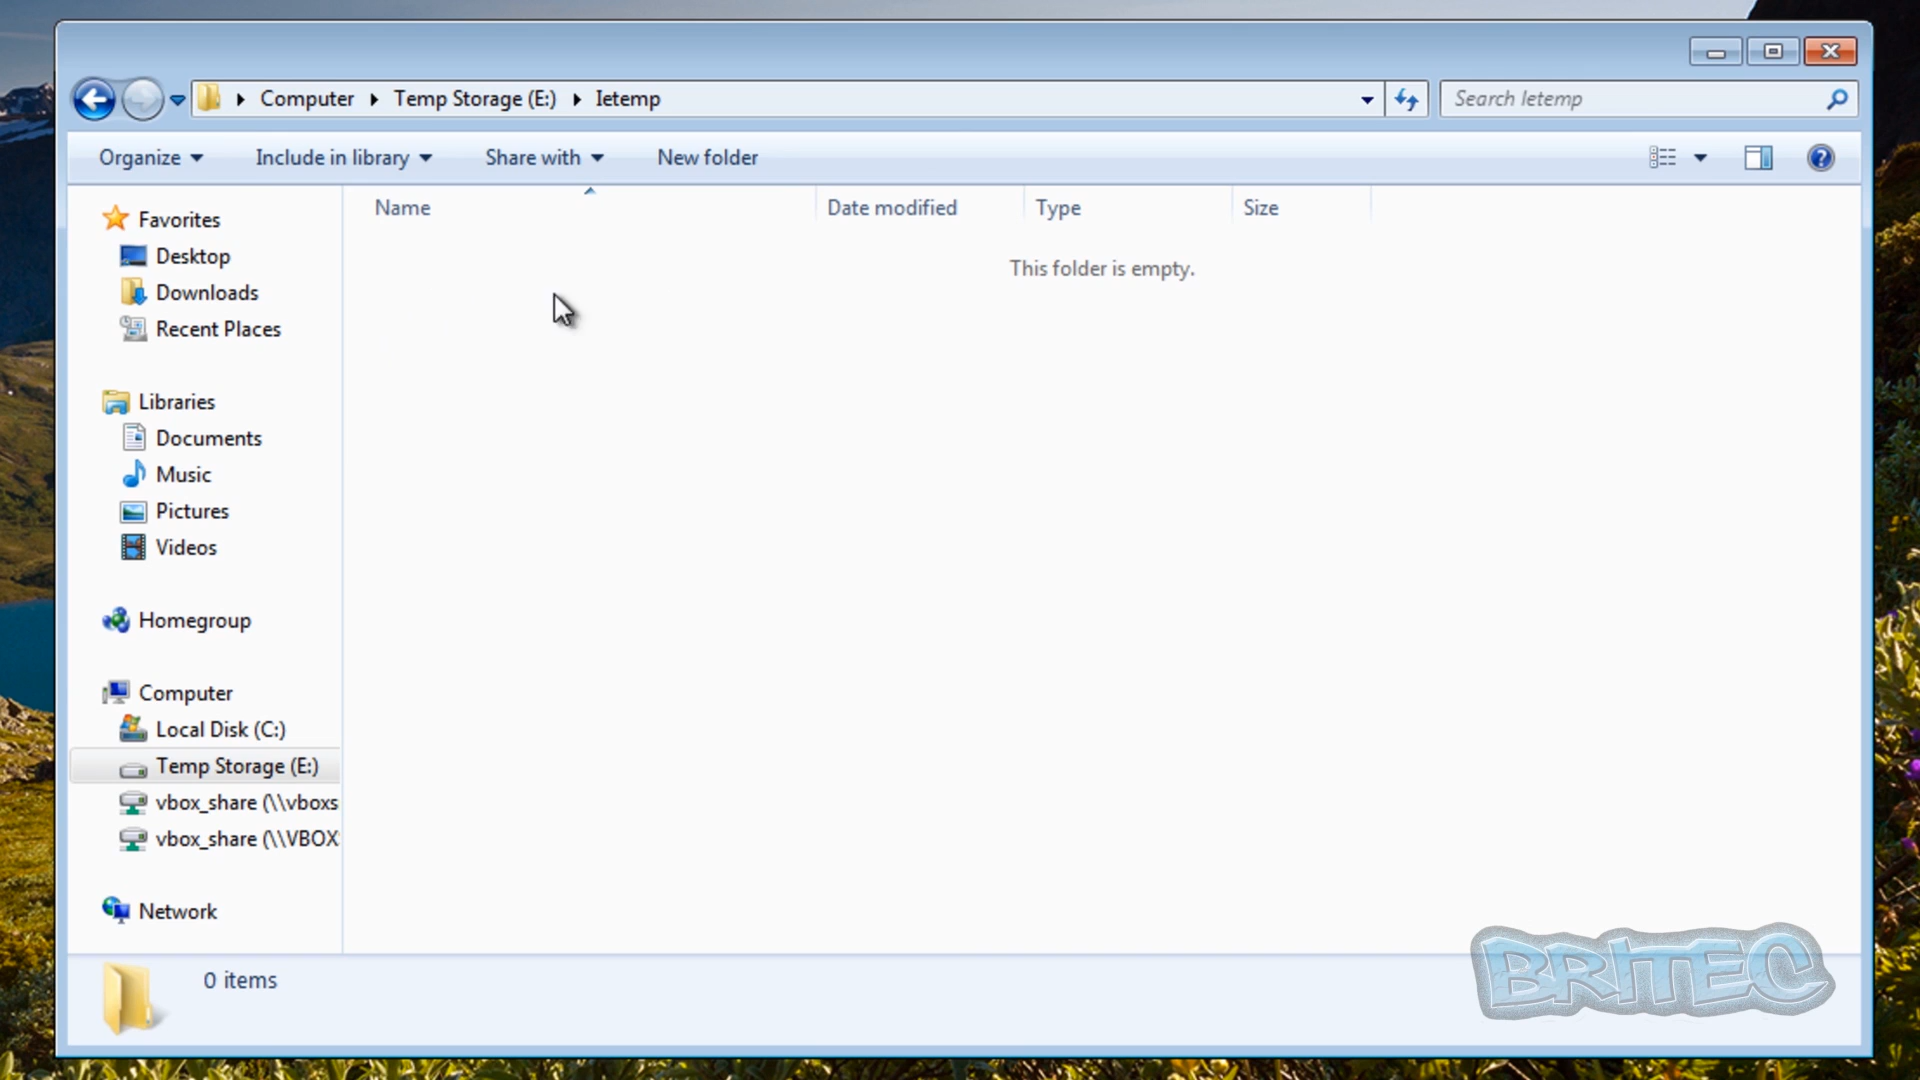 Computer Temp Storage (E:) Ietemp
Search Ietemp
Organize Include in library Share with New folder
Name Date modified Type Size
This folder is empty.
Favorites
Desktop
Downloads
Recent Places
Libraries
Documents
Music
Pictures
Videos
Homegroup
Computer
Local Disk (C:)
Temp Storage (E:)
vbox_share (\\vboxs
vbox_share (\\VBOX
Network
0 items
BRITEC